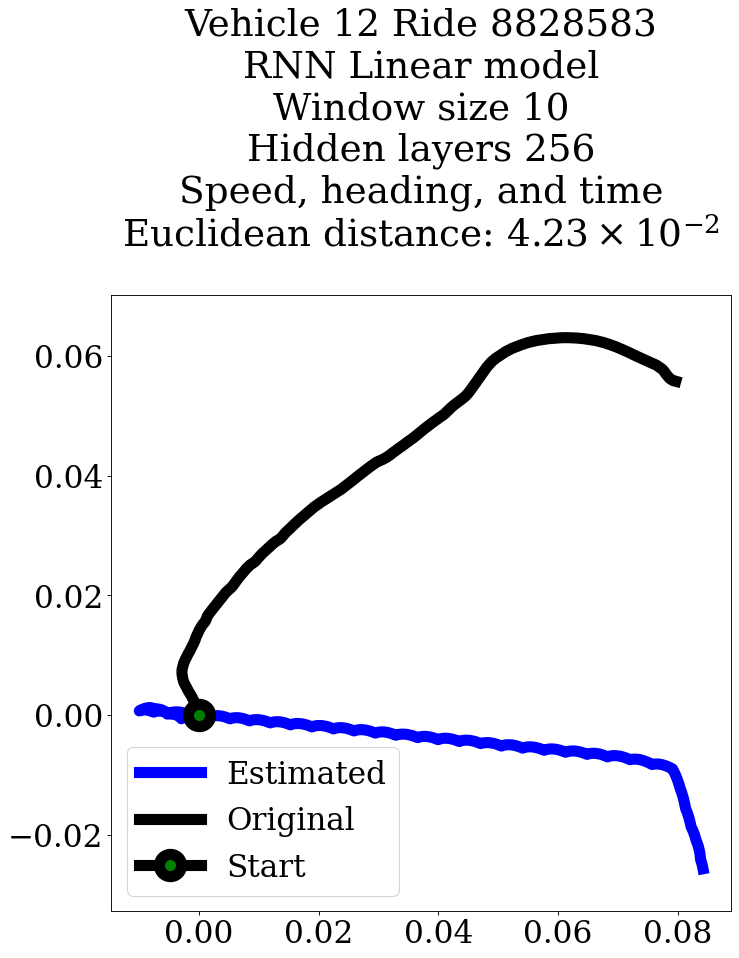 Vehicle 12 Ride 8828583
RNN Linear model
Window size 10
Hidden layers 256
Speed, heading, and time
Euclidean distance: 4.23 × 10⁻²
0.06
0.04
0.02
0.00
−0.02
Estimated
Original
Start
0.00 0.02 0.04 0.06 0.08